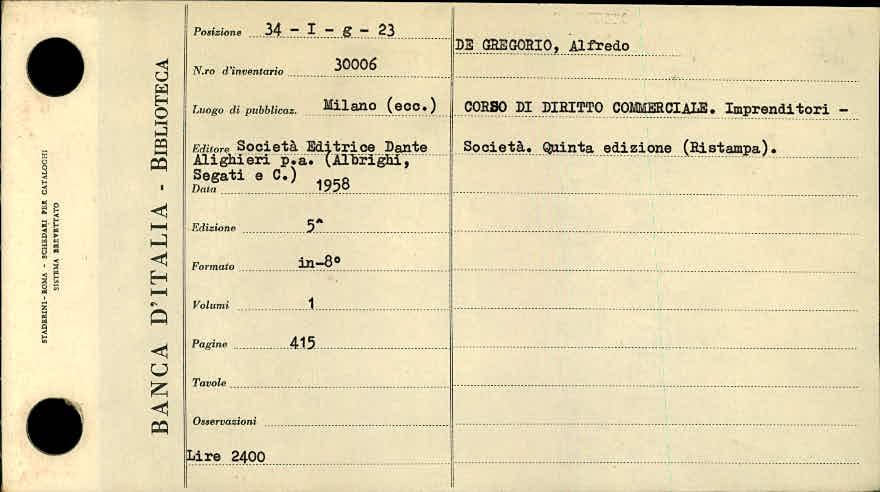 STADERINI - ROMA - SCHEDARI PER CATALOGHI
SISTEMA BREVETTATO
BANCA D'ITALIA - BIBLIOTECA
Posizione 34 - I - g - 23
N.ro d'inventario 30006
Luogo di pubblicaz. Milano (ecc.)
Editore Società Editrice Dante
Alighieri p.a. (Albrighi,
Segati e C.)
Data 1958
Edizione 5^
Formato in-8°
Volumi 1
Pagine 415
Tavole
Osservazioni
Lire 2400
DE GREGORIO, Alfredo
CORSO DI DIRITTO COMMERCIALE. Imprenditori -
Società. Quinta edizione (Ristampa).